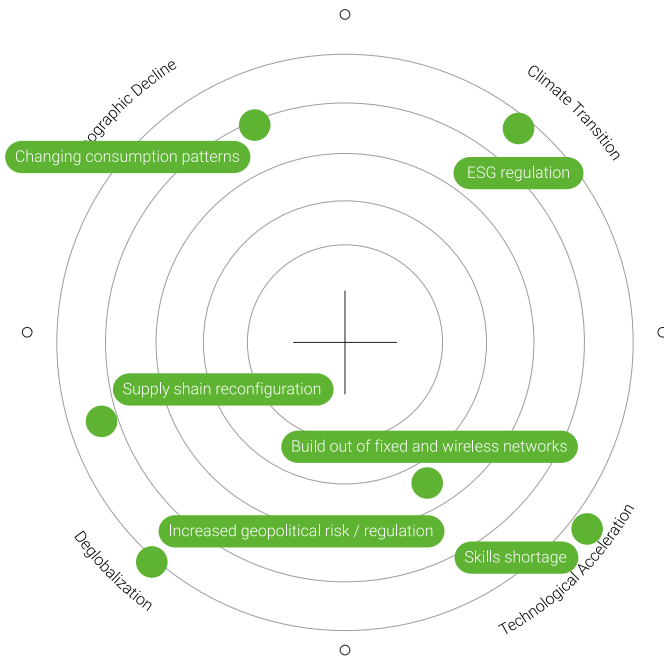 Climate Transition
Decline
Changing consumption patterns
ESG regulation
Supply shain reconfiguration
Build out of fixed and wireless networks
Increased geopolitical risk / regulation
Skills shortage
Deglobalization
Technological Acceleration